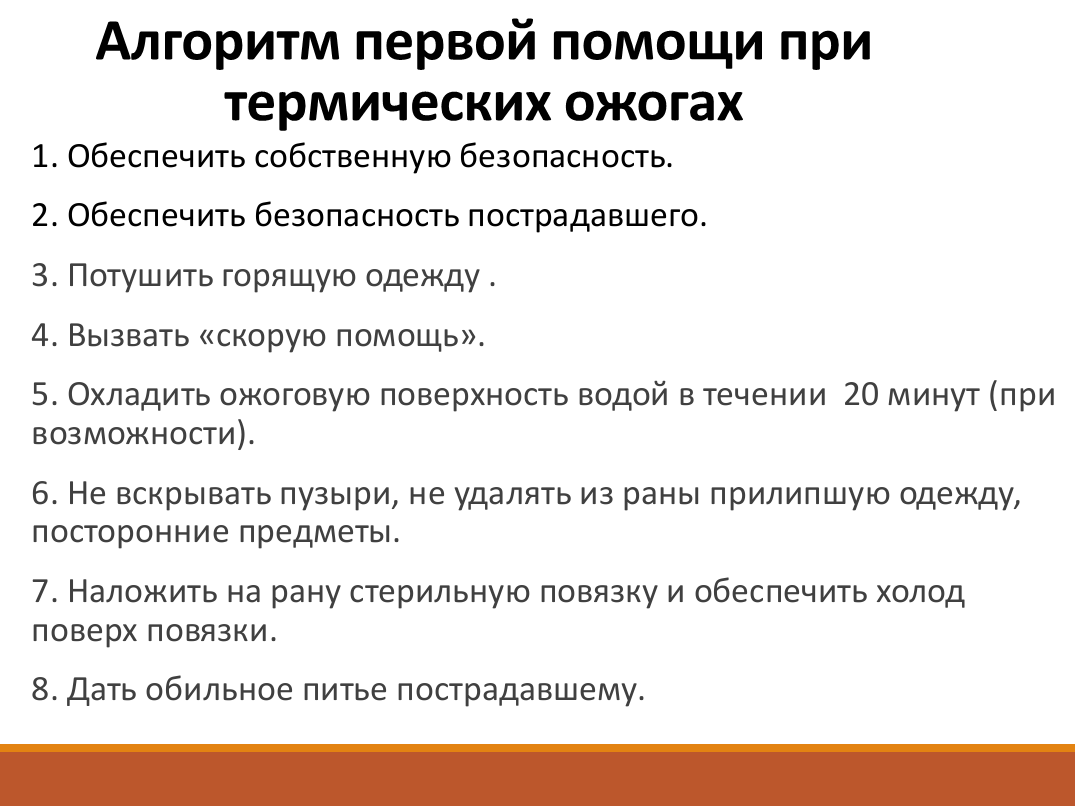 Алгоритм первой помощи при
термических ожогах
1. Обеспечить собственную безопасность.
2. Обеспечить безопасность пострадавшего.
3. Потушить горящую одежду .
4. Вызвать «скорую помощь».
5. Охладить ожоговую поверхность водой в течении  20 минут (при
возможности).
6. Не вскрывать пузыри, не удалять из раны прилипшую одежду,
посторонние предметы.
7. Наложить на рану стерильную повязку и обеспечить холод
поверх повязки.
8. Дать обильное питье пострадавшему.